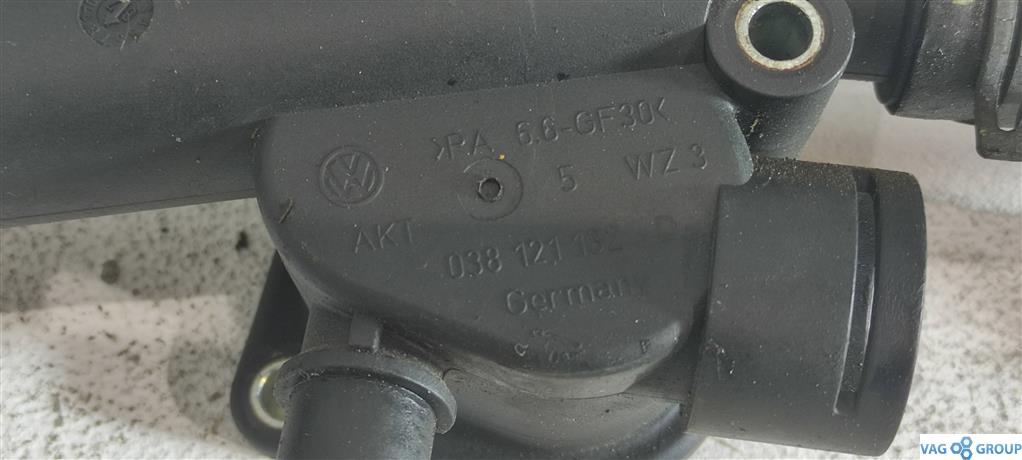 >PA 6.6-GF30<
5 WZ 3
AKT
038 121 132 D
Germany
VAG GROUP